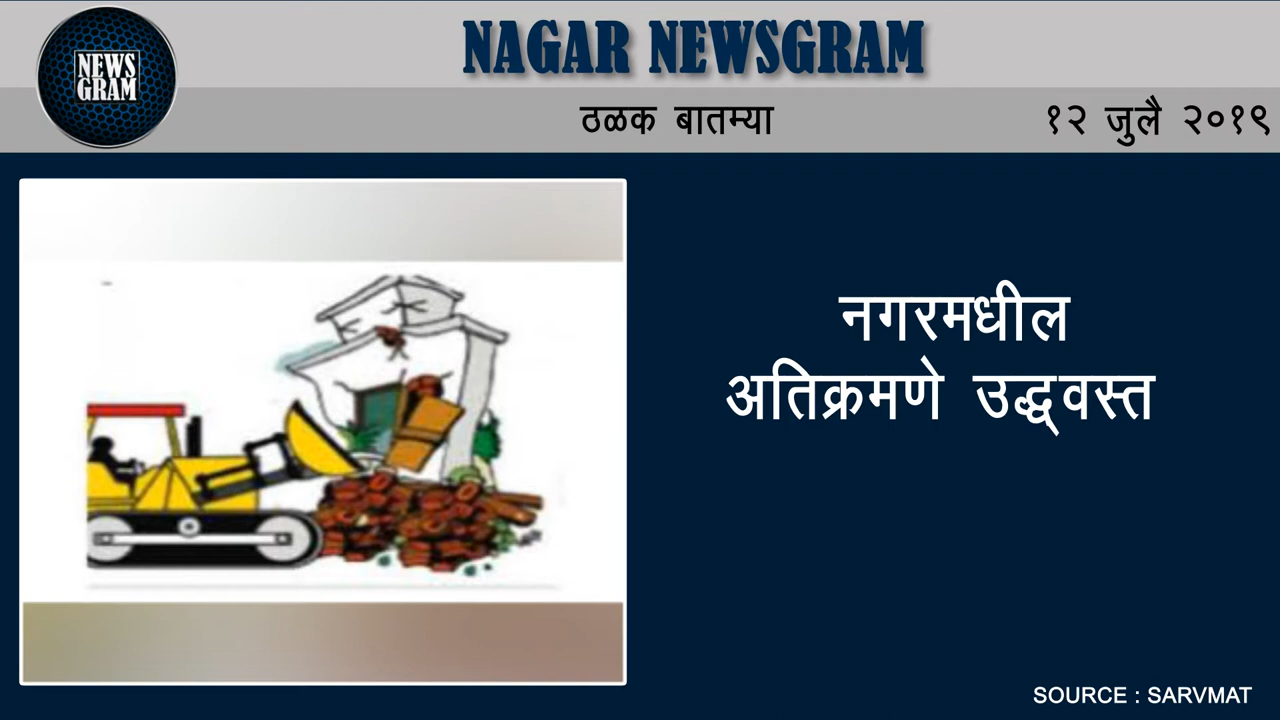 NEWS
GRAM
NAGAR NEWSGRAM
ठळक बातम्या
१२ जुलै २०१९
नगरमधील
अतिक्रमणे उद्ध्वस्त
SOURCE : SARVMAT